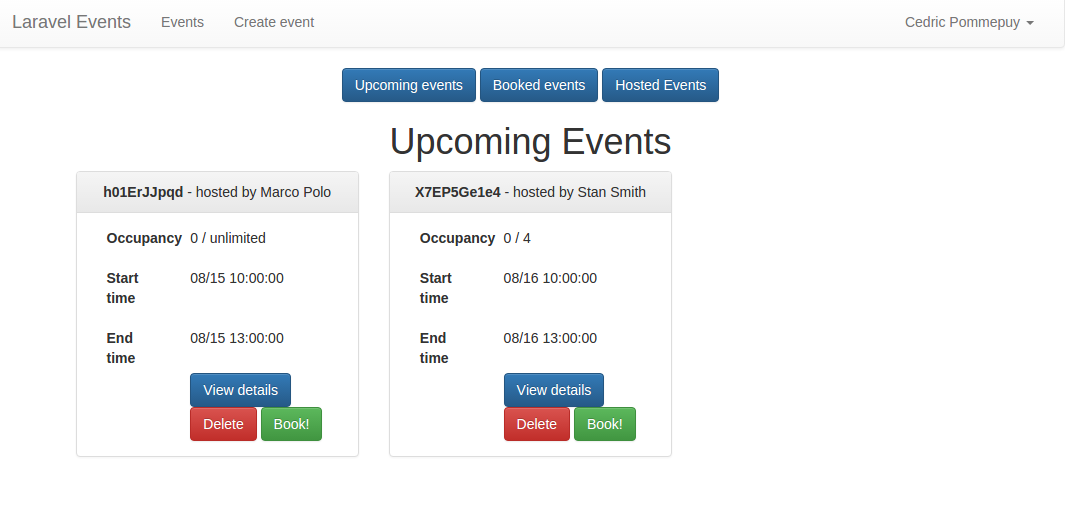 Laravel Events Events Create event Cedric Pommepuy
Upcoming events Booked events Hosted Events
Upcoming Events
h01ErJJpqd - hosted by Marco Polo
Occupancy 0 / unlimited
Start 08/15 10:00:00
time
End 08/15 13:00:00
time
View details
Delete Book!
X7EP5Ge1e4 - hosted by Stan Smith
Occupancy 0 / 4
Start 08/16 10:00:00
time
End 08/16 13:00:00
time
View details
Delete Book!